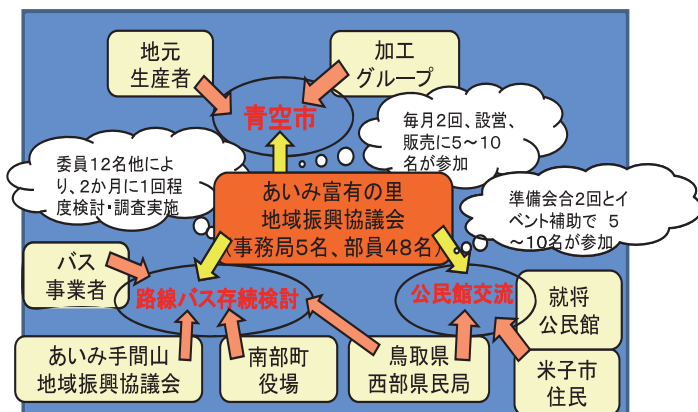 地元
生産者
加工
グループ
青空市
毎月2回、設営、
販売に5～10
名が参加
委員12名他によ
り、2か月に1回程
度検討・調査実施
あいみ富有の里
地域振興協議会
(事務局5名、部員48名)
準備会合2回とイ
ベント補助で 5
～10名が参加
バス
事業者
路線バス存続検討
公民館交流
就将
公民館
あいみ手間山
地域振興協議会
南部町
役場
鳥取県
西部県民局
米子市
住民